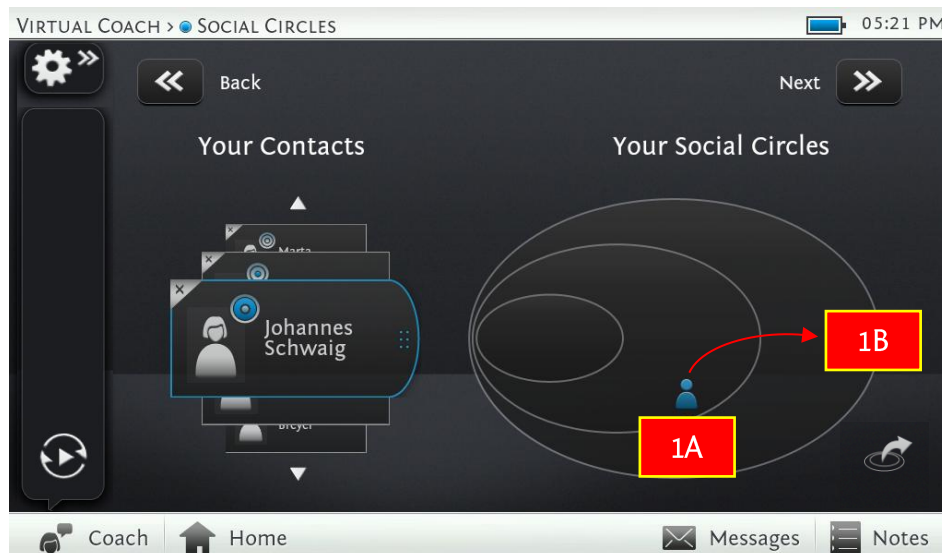 VIRTUAL COACH > SOCIAL CIRCLES
05:21 PM
Back
Next
Your Contacts
Your Social Circles
Marta
Johannes
Schwaig
Breyer
1A
1B
Coach
Home
Messages
Notes